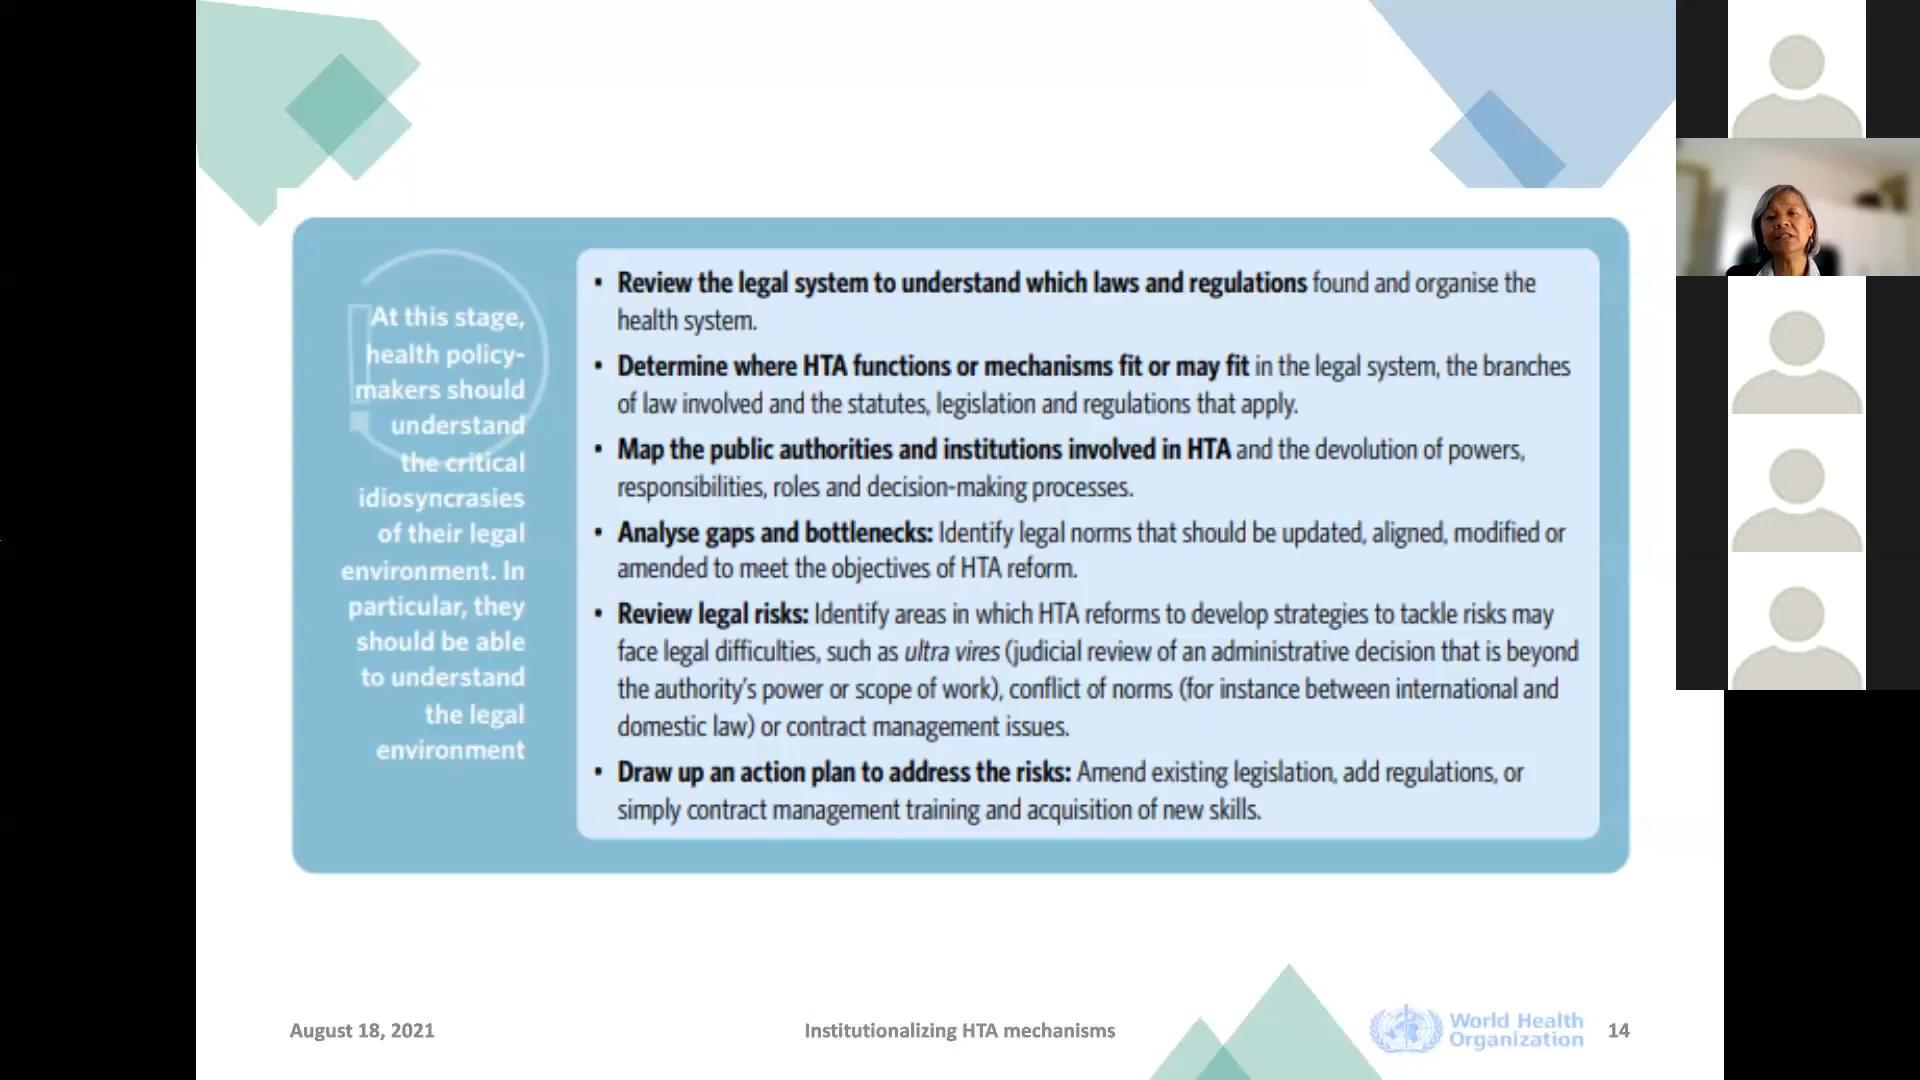 At this stage,
health policy-
makers should
understand
the critical
idiosyncrasies
of their legal
environment. In
particular, they
should be able
to understand
the legal
environment
• Review the legal system to understand which laws and regulations found and organise the
health system.
• Determine where HTA functions or mechanisms fit or may fit in the legal system, the branches
of law involved and the statutes, legislation and regulations that apply.
• Map the public authorities and institutions involved in HTA and the devolution of powers,
responsibilities, roles and decision-making processes.
• Analyse gaps and bottlenecks: Identify legal norms that should be updated, aligned, modified or
amended to meet the objectives of HTA reform.
• Review legal risks: Identify areas in which HTA reforms to develop strategies to tackle risks may
face legal difficulties, such as ultra vires (judicial review of an administrative decision that is beyond
the authority's power or scope of work), conflict of norms (for instance between international and
domestic law) or contract management issues.
• Draw up an action plan to address the risks: Amend existing legislation, add regulations, or
simply contract management training and acquisition of new skills.
August 18, 2021
Institutionalizing HTA mechanisms
World Health
Organization
14